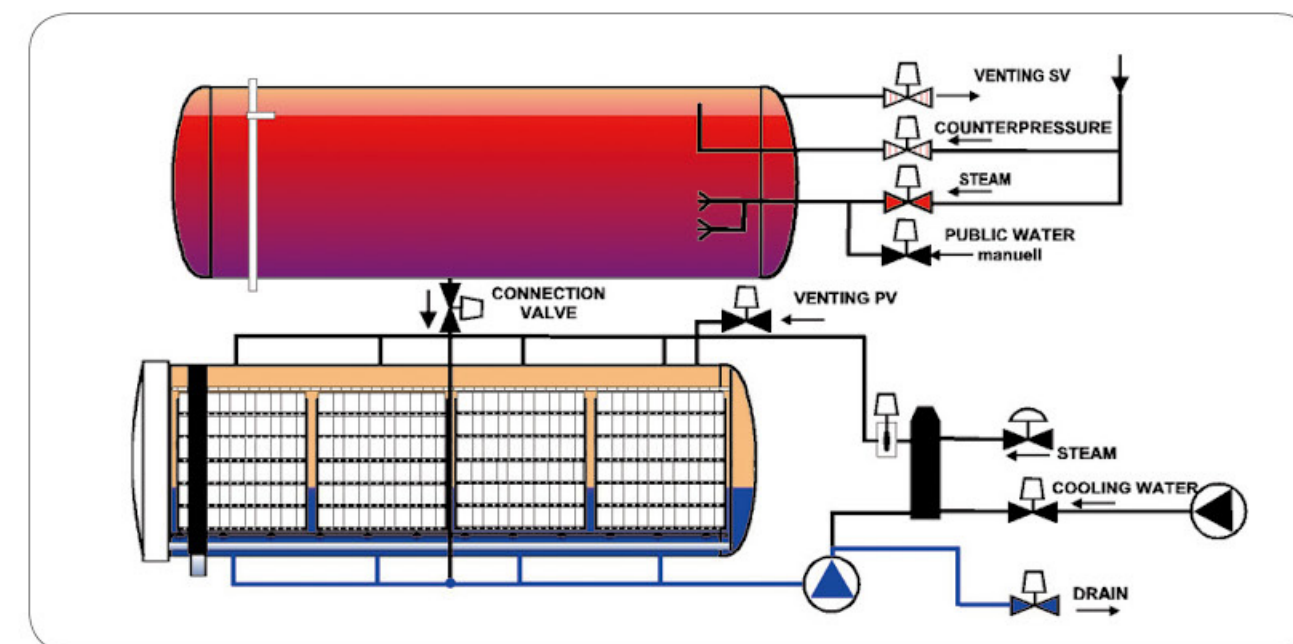 VENTING SV
COUNTERPRESSURE
STEAM
PUBLIC WATER
manuell
CONNECTION
VALVE
VENTING PV
STEAM
COOLING WATER
DRAIN